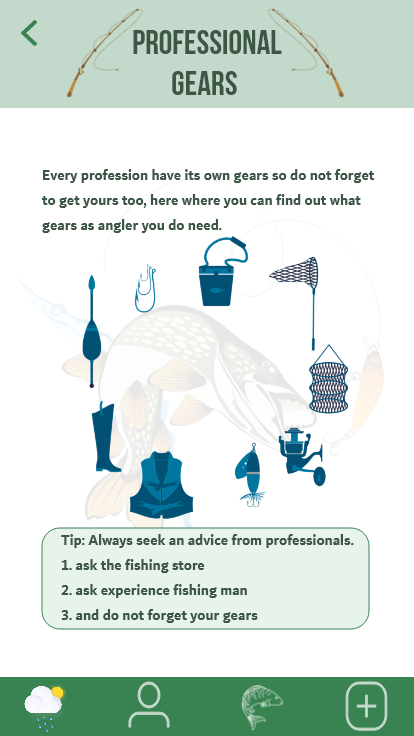 PROFESSIONAL
GEARS
Every profession have its own gears so do not forget
to get yours too, here where you can find out what
gears as angler you do need.
Tip: Always seek an advice from professionals.
1. ask the fishing store
2. ask experience fishing man
3. and do not forget your gears